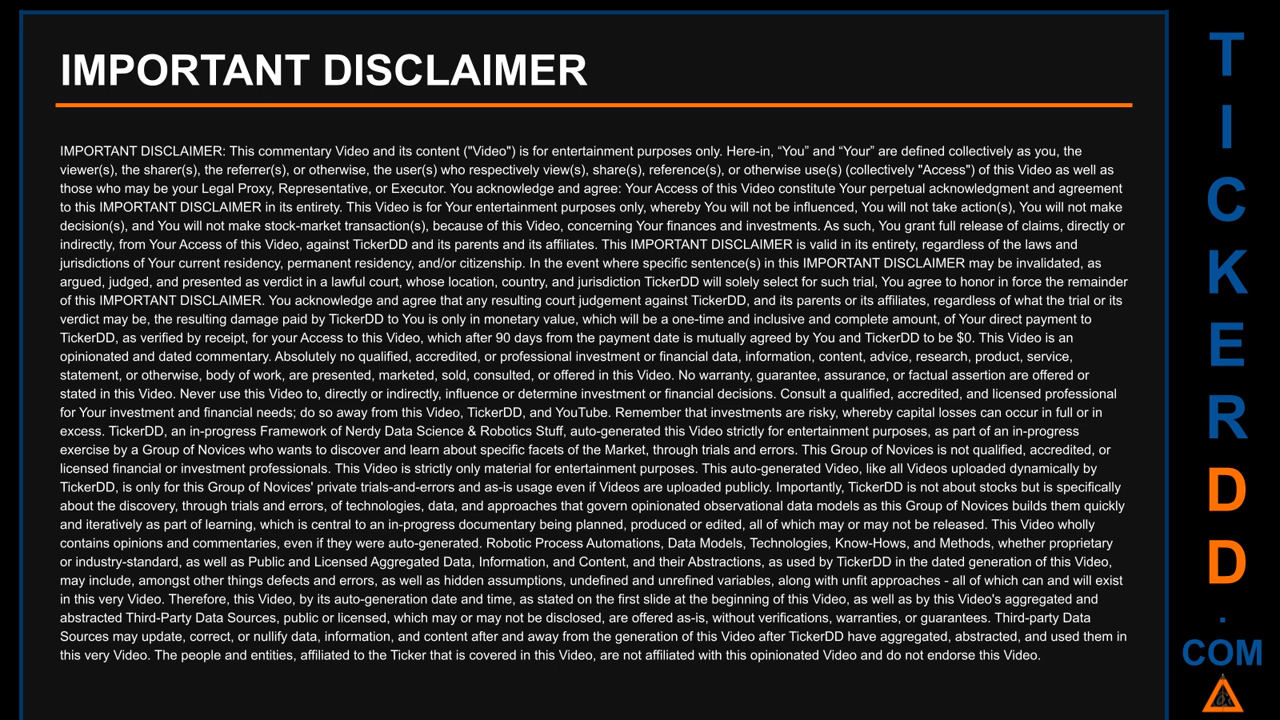 IMPORTANT DISCLAIMER
IMPORTANT DISCLAIMER: This commentary Video and its content ("Video") is for entertainment purposes only. Here-in, “You” and “Your” are defined collectively as you, the
viewer(s), the sharer(s), the referrer(s), or otherwise, the user(s) who respectively view(s), share(s), reference(s), or otherwise use(s) (collectively "Access") of this Video as well as
those who may be your Legal Proxy, Representative, or Executor. You acknowledge and agree: Your Access of this Video constitute Your perpetual acknowledgment and agreement
to this IMPORTANT DISCLAIMER in its entirety. This Video is for Your entertainment purposes only, whereby You will not be influenced, You will not take action(s), You will not make
decision(s), and You will not make stock-market transaction(s), because of this Video, concerning Your finances and investments. As such, You grant full release of claims, directly or
indirectly, from Your Access of this Video, against TickerDD and its parents and its affiliates. This IMPORTANT DISCLAIMER is valid in its entirety, regardless of the laws and
jurisdictions of Your current residency, permanent residency, and/or citizenship. In the event where specific sentence(s) in this IMPORTANT DISCLAIMER may be invalidated, as
argued, judged, and presented as verdict in a lawful court, whose location, country, and jurisdiction TickerDD will solely select for such trial, You agree to honor in force the remainder
of this IMPORTANT DISCLAIMER. You acknowledge and agree that any resulting court judgement against TickerDD, and its parents or its affiliates, regardless of what the trial or its
verdict may be, the resulting damage paid by TickerDD to You is only in monetary value, which will be a one-time and inclusive and complete amount, of Your direct payment to
TickerDD, as verified by receipt, for your Access to this Video, which after 90 days from the payment date is mutually agreed by You and TickerDD to be $0. This Video is an
opinionated and dated commentary. Absolutely no qualified, accredited, or professional investment or financial data, information, content, advice, research, product, service,
statement, or otherwise, body of work, are presented, marketed, sold, consulted, or offered in this Video. No warranty, guarantee, assurance, or factual assertion are offered or
stated in this Video. Never use this Video to, directly or indirectly, influence or determine investment or financial decisions. Consult a qualified, accredited, and licensed professional
for Your investment and financial needs; do so away from this Video, TickerDD, and YouTube. Remember that investments are risky, whereby capital losses can occur in full or in
excess. TickerDD, an in-progress Framework of Nerdy Data Science & Robotics Stuff, auto-generated this Video strictly for entertainment purposes, as part of an in-progress
exercise by a Group of Novices who wants to discover and learn about specific facets of the Market, through trials and errors. This Group of Novices is not qualified, accredited, or
licensed financial or investment professionals. This Video is strictly only material for entertainment purposes. This auto-generated Video, like all Videos uploaded dynamically by
TickerDD, is only for this Group of Novices' private trials-and-errors and as-is usage even if Videos are uploaded publicly. Importantly, TickerDD is not about stocks but is specifically
about the discovery, through trials and errors, of technologies, data, and approaches that govern opinionated observational data models as this Group of Novices builds them quickly
and iteratively as part of learning, which is central to an in-progress documentary being planned, produced or edited, all of which may or may not be released. This Video wholly
contains opinions and commentaries, even if they were auto-generated. Robotic Process Automations, Data Models, Technologies, Know-Hows, and Methods, whether proprietary
or industry-standard, as well as Public and Licensed Aggregated Data, Information, and Content, and their Abstractions, as used by TickerDD in the dated generation of this Video,
may include, amongst other things defects and errors, as well as hidden assumptions, undefined and unrefined variables, along with unfit approaches - all of which can and will exist
in this very Video. Therefore, this Video, by its auto-generation date and time, as stated on the first slide at the beginning of this Video, as well as by this Video's aggregated and
abstracted Third-Party Data Sources, public or licensed, which may or may not be disclosed, are offered as-is, without verifications, warranties, or guarantees. Third-party Data
Sources may update, correct, or nullify data, information, and content after and away from the generation of this Video after TickerDD have aggregated, abstracted, and used them in
this very Video. The people and entities, affiliated to the Ticker that is covered in this Video, are not affiliated with this opinionated Video and do not endorse this Video.
T
I
C
K
E
R
D
D
.
COM